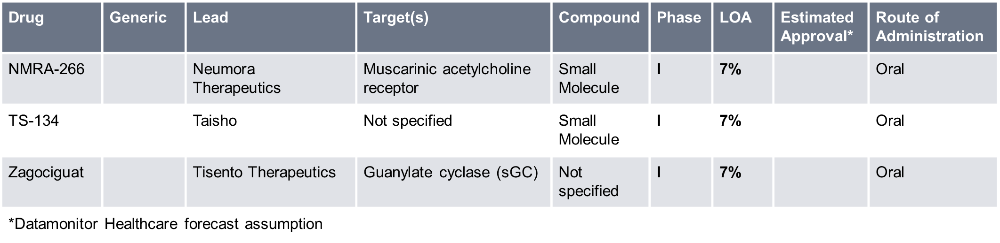 Drug Generic Lead Target(s) Compound Phase LOA Estimated Approval* Route of Administration
NMRA-266 Neumora Therapeutics Muscarinic acetylcholine receptor Small Molecule I 7% Oral
TS-134 Taisho Not specified Small Molecule I 7% Oral
Zagociguat Tisento Therapeutics Guanylate cyclase (sGC) Not specified I 7% Oral
*Datamonitor Healthcare forecast assumption